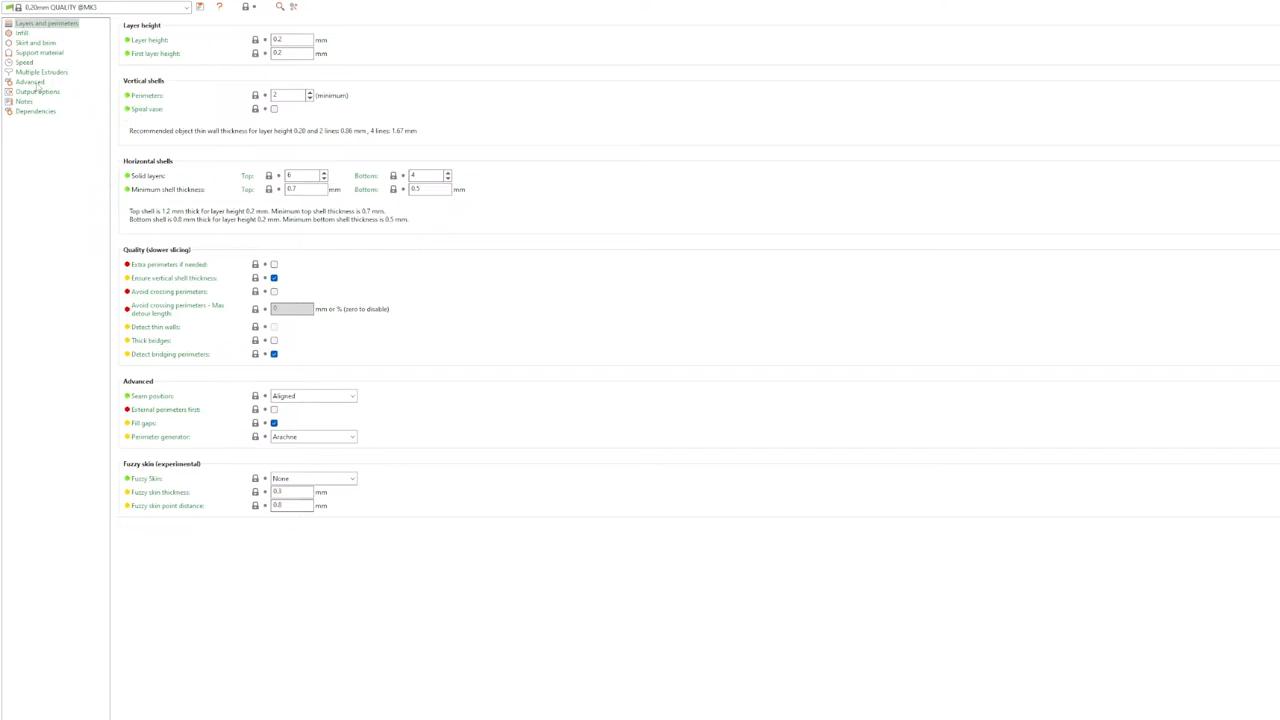 0.20mm QUALITY @MK3
Layers and perimeters
Infill
Skirt and brim
Support material
Speed
Multiple Extruders
Advanced
Output options
Notes
Dependencies
Layer height
Layer height: 0.2 mm
First layer height: 0.2 mm
Vertical shells
Perimeters: 2 (minimum)
Spiral vase:
Recommended object thin wall thickness for layer height 0.20 and 2 lines: 0.86 mm , 4 lines: 1.67 mm
Horizontal shells
Solid layers: Top: 6 Bottom: 4
Minimum shell thickness: Top: 0.7 mm Bottom: 0.5 mm
Top shell is 1.2 mm thick for layer height 0.2 mm. Minimum top shell thickness is 0.7 mm.
Bottom shell is 0.8 mm thick for layer height 0.2 mm. Minimum bottom shell thickness is 0.5 mm.
Quality (slower slicing)
Extra perimeters if needed:
Ensure vertical shell thickness:
Avoid crossing perimeters:
Avoid crossing perimeters - Max
detour length: 0 mm or % (zero to disable)
Detect thin walls:
Thick bridges:
Detect bridging perimeters:
Advanced
Seam position: Aligned
External perimeters first:
Fill gaps:
Perimeter generator: Arachne
Fuzzy skin (experimental)
Fuzzy Skin: None
Fuzzy skin thickness: 0.3 mm
Fuzzy skin point distance: 0.8 mm